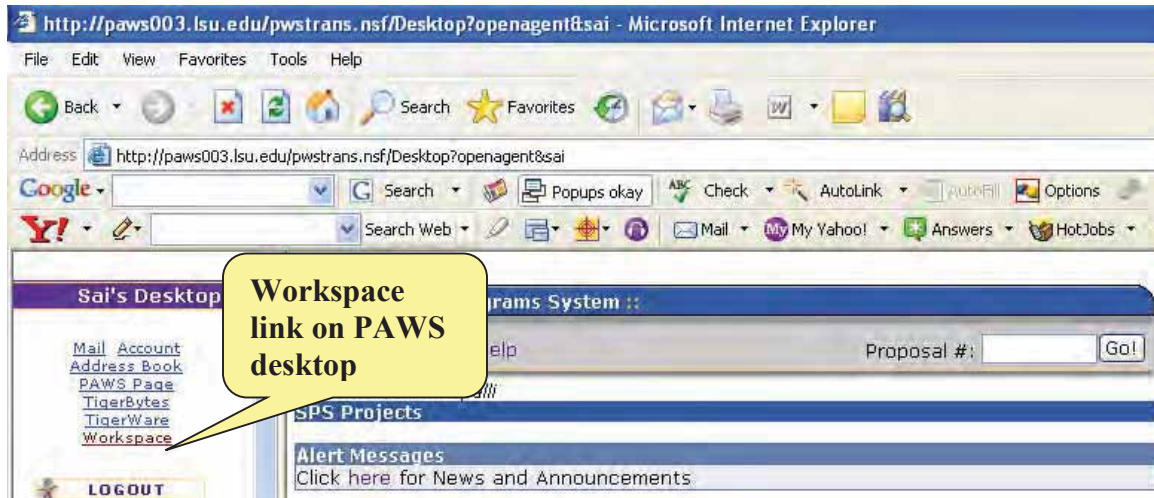 http://paws003.lsu.edu/pwstrans.nsf/Desktop?openagent&sai - Microsoft Internet Explorer
File Edit View Favorites Tools Help
Back Search Favorites
Address http://paws003.lsu.edu/pwstrans.nsf/Desktop?openagent&sai
Google G Search Popups okay ABC Check AutoLink AutoFill Options
Y! Search Web Mail My My Yahoo! Answers HotJobs
Sai's Desktop
Mail Account
Address Book
PAWS Page
TigerBytes
TigerWare
Workspace
LOGOUT
Workspace
link on PAWS
desktop
grams System ::
elp Proposal #: Go!
SPS Projects
Alert Messages
Click here for News and Announcements